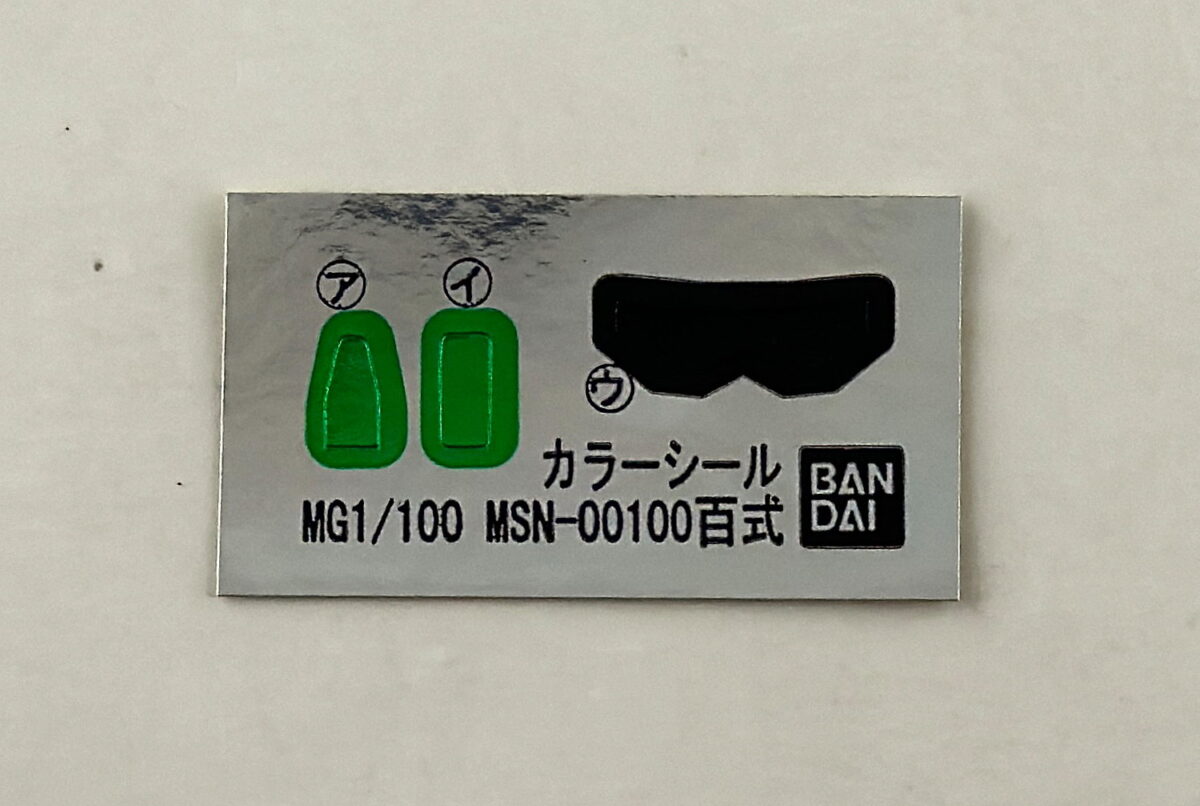 ア イ
ウ
カラーシール
MG1/100 MSN-00100百式
BAN
DAI